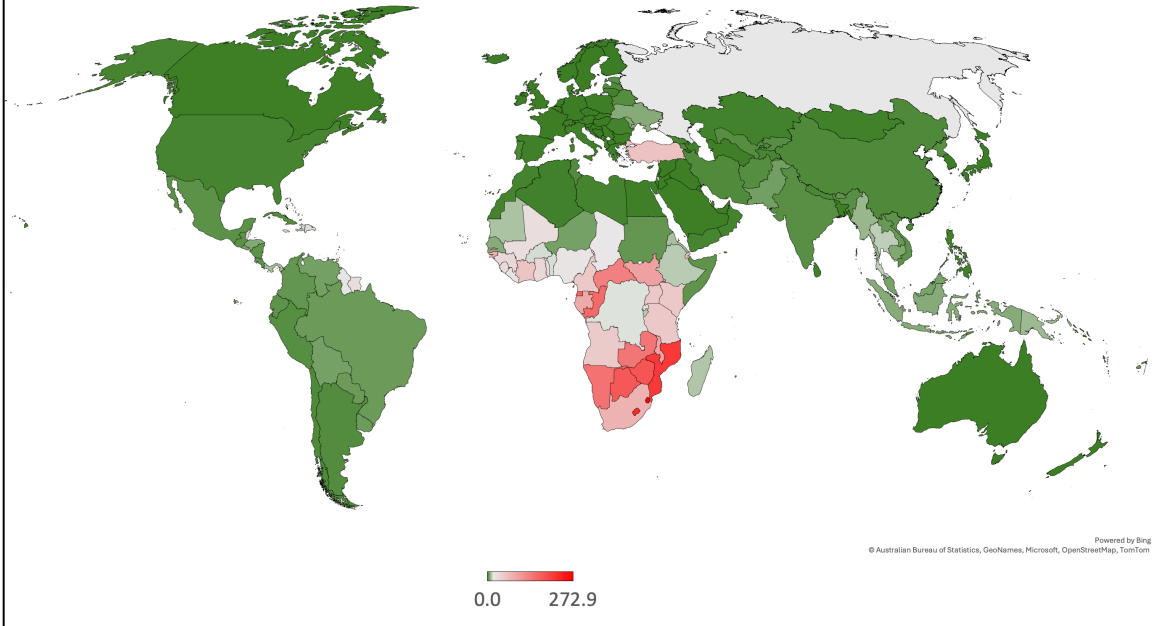 Powered by Bing
© Australian Bureau of Statistics, GeoNames, Microsoft, OpenStreetMap, TomTom
0.0 272.9